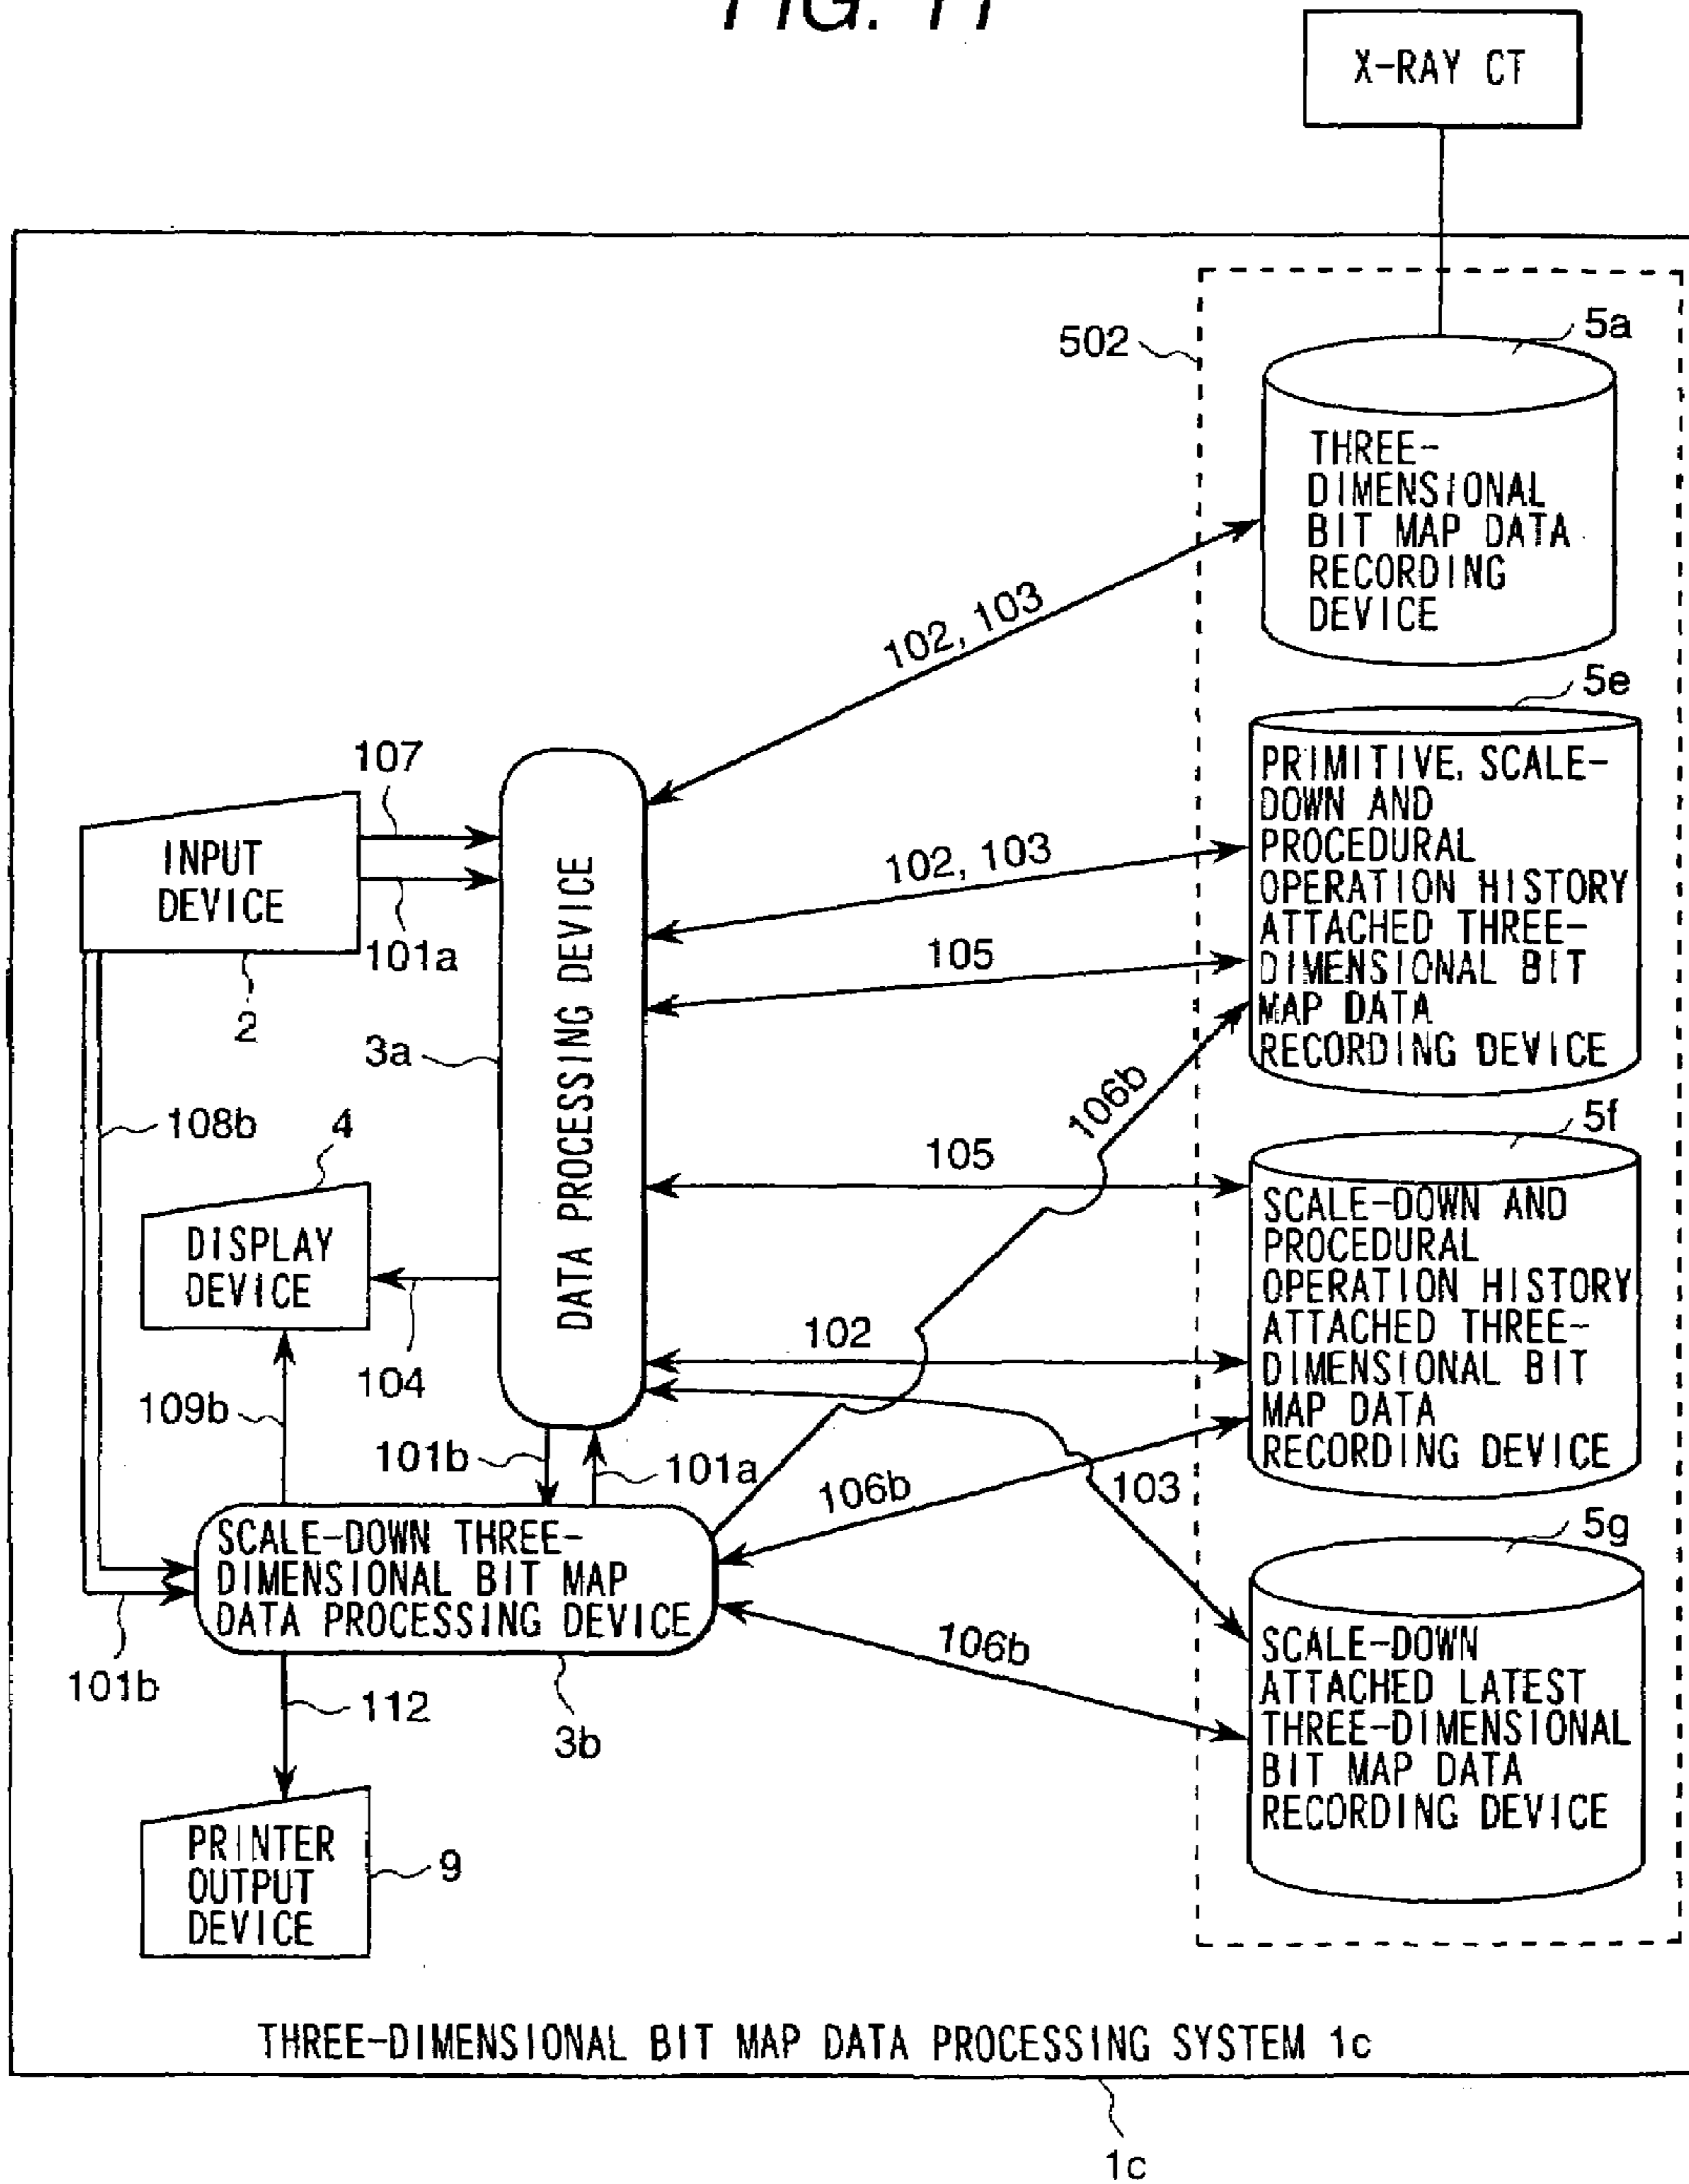 FIG. 11
X-RAY CT
502
5a
THREE-
DIMENSIONAL
BIT MAP DATA
RECORDING
DEVICE
102, 103
5e
PRIMITIVE, SCALE-
DOWN AND
PROCEDURAL
OPERATION HISTORY
ATTACHED THREE-
DIMENSIONAL BIT
MAP DATA
RECORDING DEVICE
107
INPUT
DEVICE
101a
2
3a
DATA PROCESSING DEVICE
102, 103
105
106b
108b
4
105
5f
SCALE-DOWN AND
PROCEDURAL
OPERATION HISTORY
ATTACHED THREE-
DIMENSIONAL BIT
MAP DATA
RECORDING DEVICE
DISPLAY
DEVICE
104
102
109b
101b
101a
106b
103
SCALE-DOWN THREE-
DIMENSIONAL BIT MAP
DATA PROCESSING DEVICE
101b
112
3b
106b
5g
SCALE-DOWN
ATTACHED LATEST
THREE-DIMENSIONAL
BIT MAP DATA
RECORDING DEVICE
PRINTER
OUTPUT
DEVICE
9
THREE-DIMENSIONAL BIT MAP DATA PROCESSING SYSTEM 1c
1c